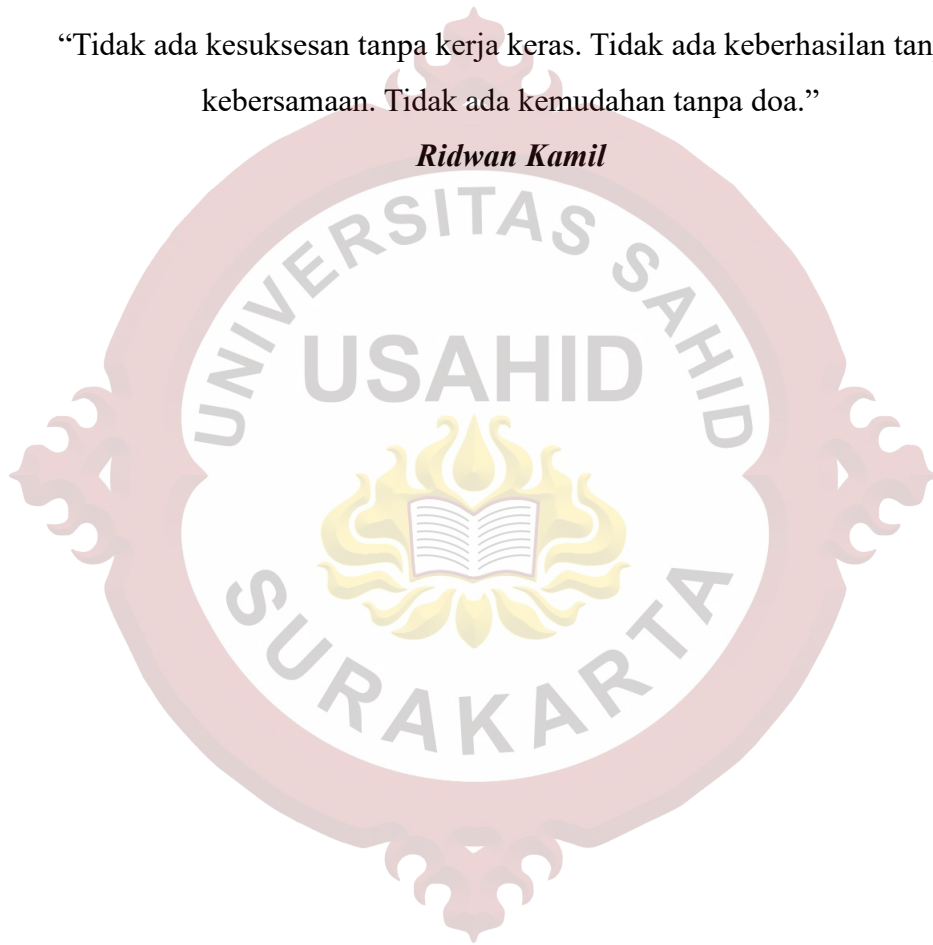 “Tidak ada kesuksesan tanpa kerja keras. Tidak ada keberhasilan tan
kebersamaan. Tidak ada kemudahan tanpa doa.”
Ridwan Kamil
UNIVERSITAS SAHID
USAHID
SURAKARTA